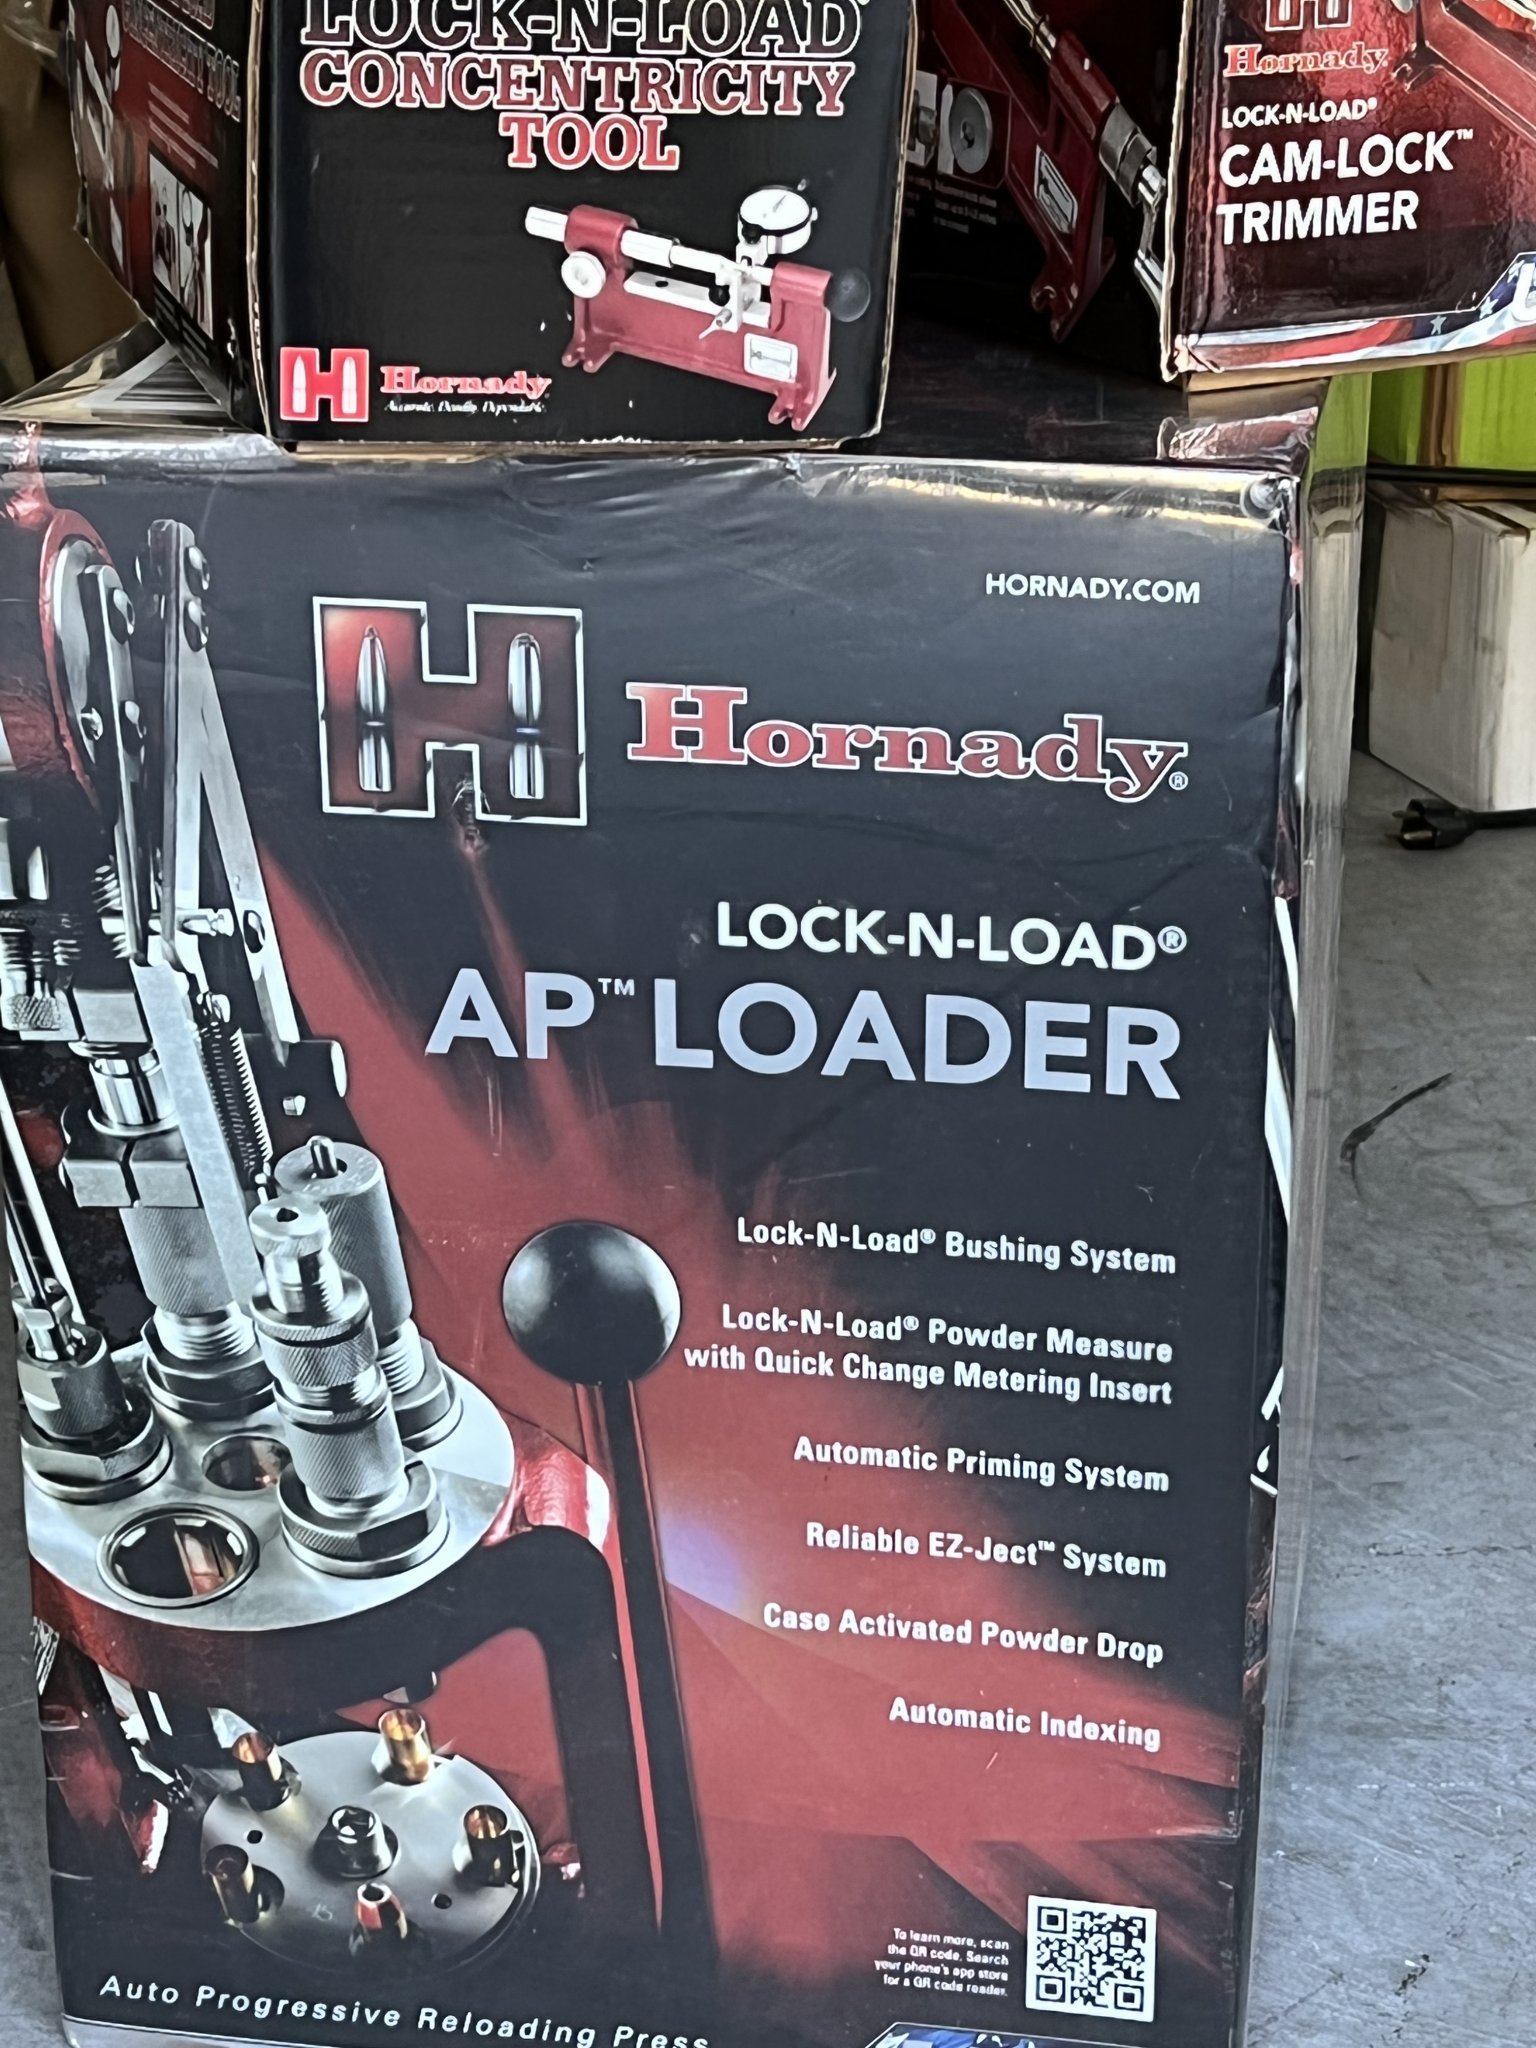 LOCK-N-LOAD
CONCENTRICITY
TOOL
Hornady
Hornady
LOCK-N-LOAD®
CAM-LOCK™
TRIMMER
HORNADY.COM
Hornady®
LOCK-N-LOAD®
AP™ LOADER
Lock-N-Load® Bushing System
Lock-N-Load® Powder Measure
with Quick Change Metering Insert
Automatic Priming System
Reliable EZ-Ject™ System
Case Activated Powder Drop
Automatic Indexing
To learn more, scan
the QR code. Search
your phone's app store
for a QR code reader.
Auto Progressive Reloading Press